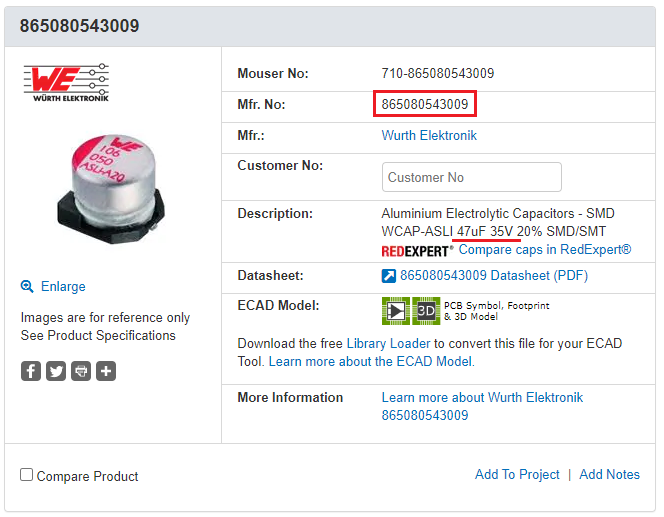 865080543009
WE
WÜRTH ELEKTRONIK
WE
106
050
ASLI-A20
Enlarge
Images are for reference only
See Product Specifications
Mouser No: 710-865080543009
Mfr. No: 865080543009
Mfr.: Wurth Elektronik
Customer No: Customer No
Description: Aluminium Electrolytic Capacitors - SMD
WCAP-ASLI 47uF 35V 20% SMD/SMT
REDEXPERT® Compare caps in RedExpert®
Datasheet: 865080543009 Datasheet (PDF)
ECAD Model: 3D PCB Symbol, Footprint
& 3D Model
Download the free Library Loader to convert this file for your ECAD
Tool. Learn more about the ECAD Model.
More Information Learn more about Wurth Elektronik
865080543009
Compare Product
Add To Project | Add Notes